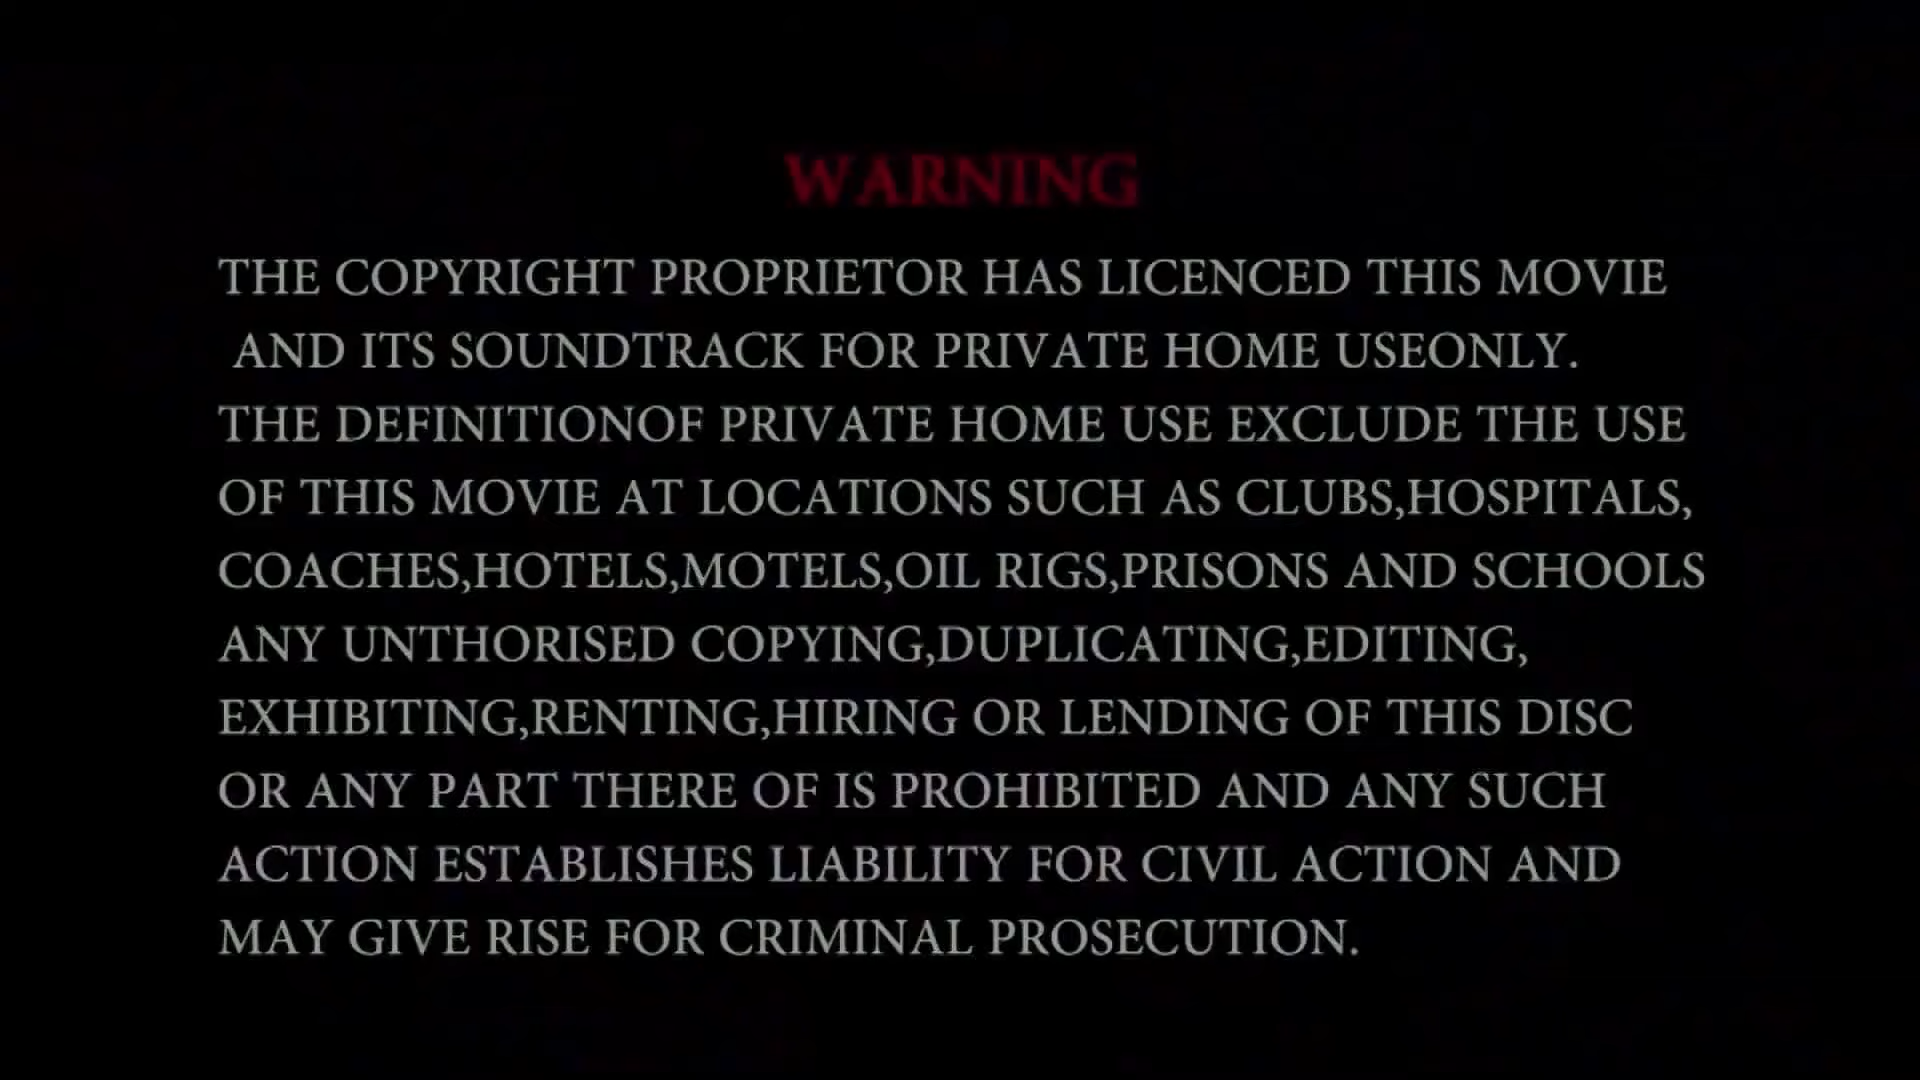 WARNING
THE COPYRIGHT PROPRIETOR HAS LICENCED THIS MOVIE
AND ITS SOUNDTRACK FOR PRIVATE HOME USEONLY.
THE DEFINITIONOF PRIVATE HOME USE EXCLUDE THE USE
OF THIS MOVIE AT LOCATIONS SUCH AS CLUBS,HOSPITALS,
COACHES,HOTELS,MOTELS,OIL RIGS,PRISONS AND SCHOOLS
ANY UNTHORISED COPYING,DUPLICATING,EDITING,
EXHIBITING,RENTING,HIRING OR LENDING OF THIS DISC
OR ANY PART THERE OF IS PROHIBITED AND ANY SUCH
ACTION ESTABLISHES LIABILITY FOR CIVIL ACTION AND
MAY GIVE RISE FOR CRIMINAL PROSECUTION.